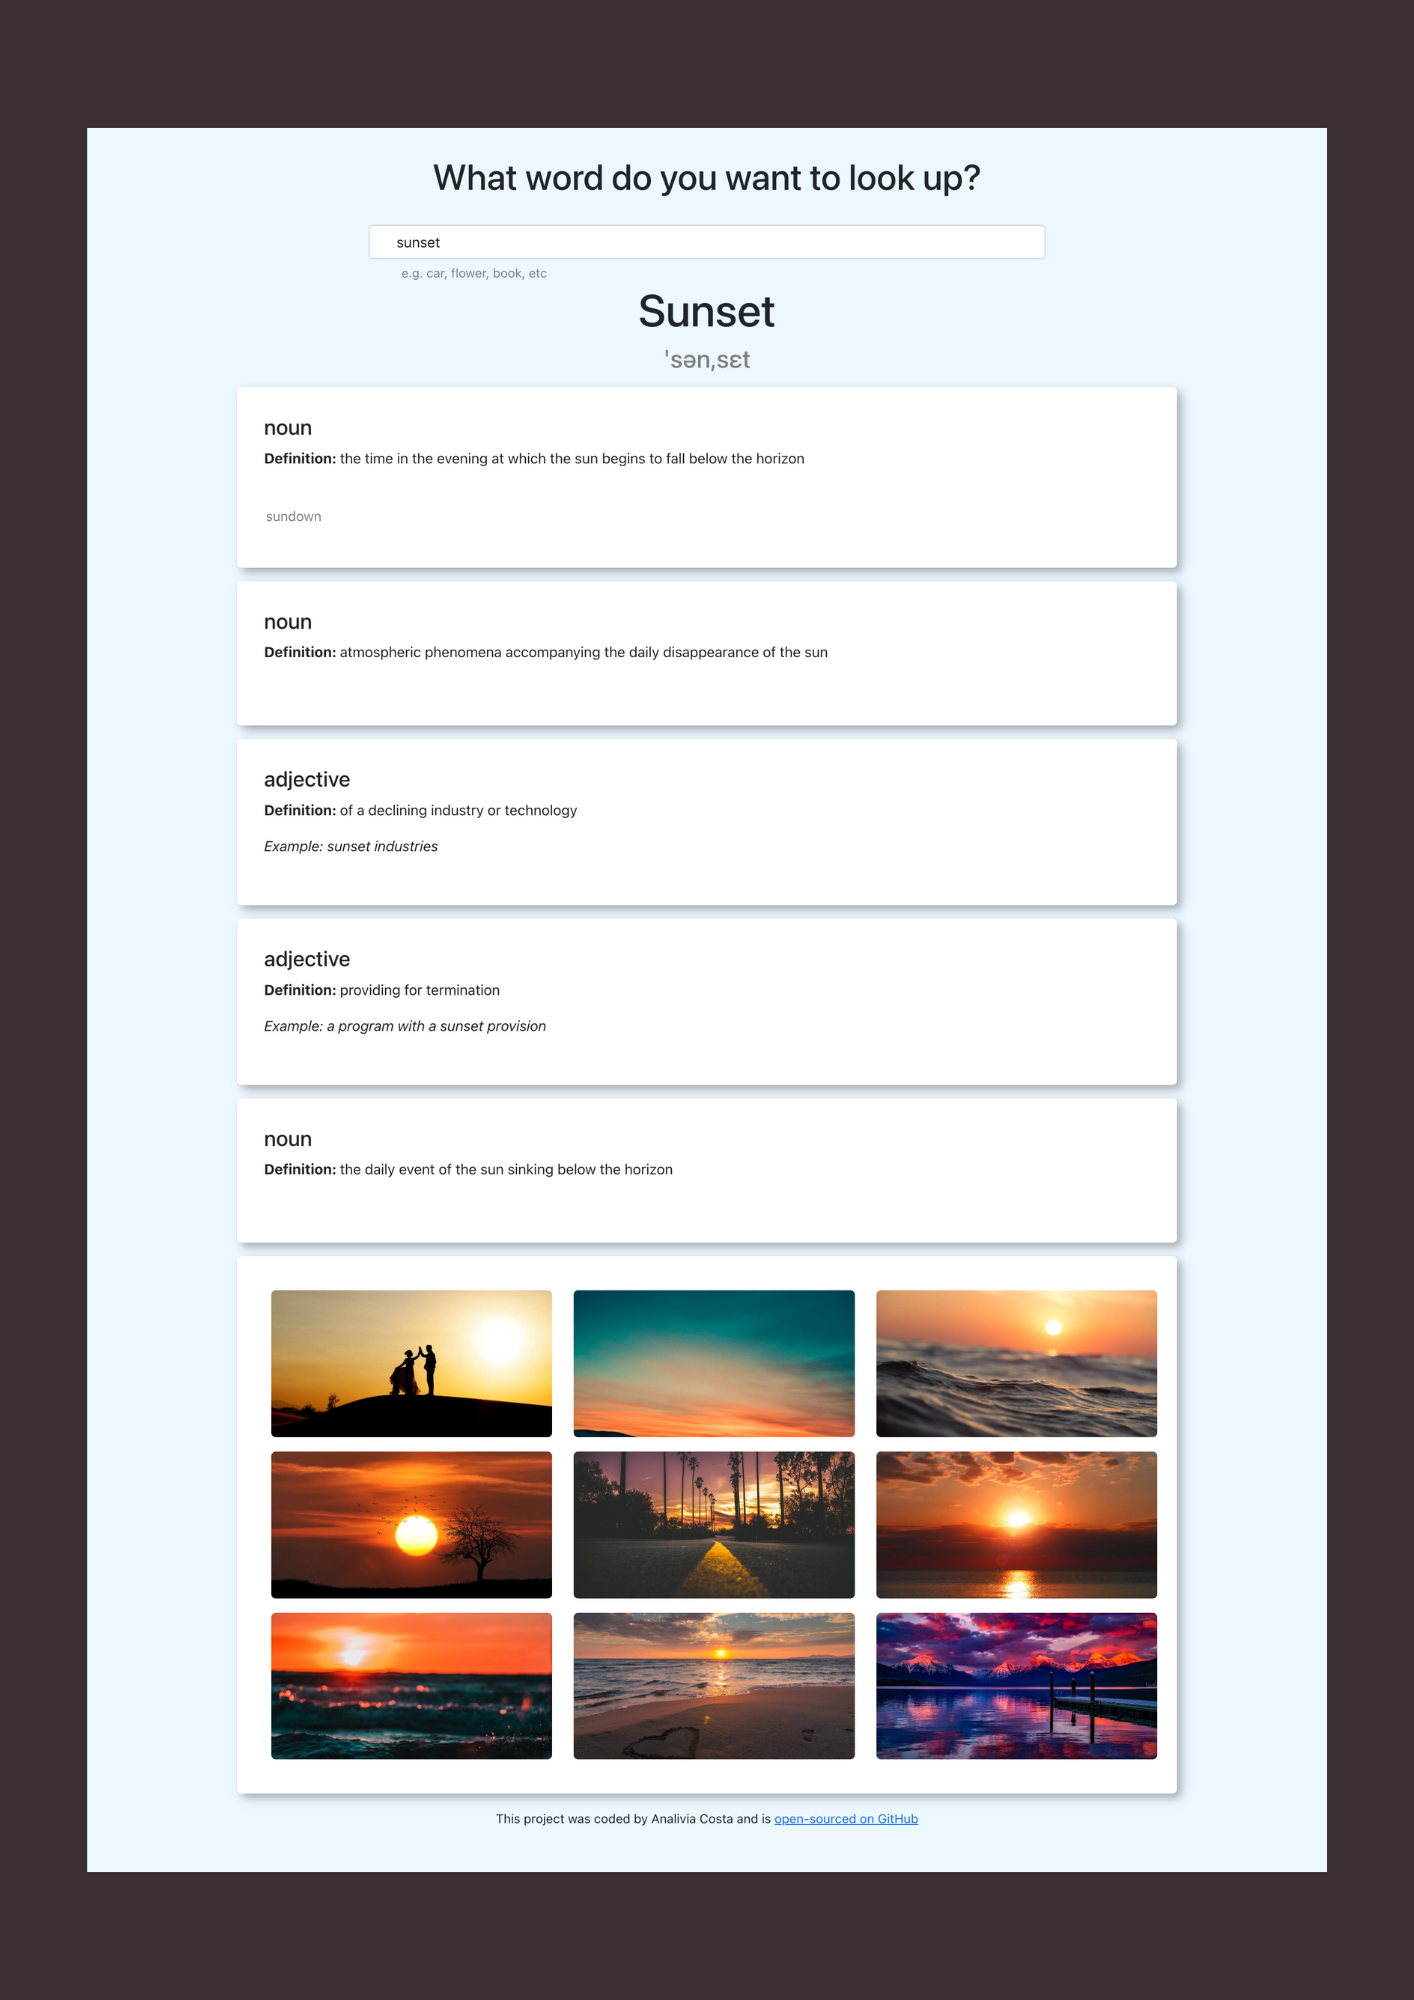 What word do you want to look up?
sunset
e.g. car, flower, book, etc
Sunset
ˈsən,sɛt
noun
Definition: the time in the evening at which the sun begins to fall below the horizon
sundown
noun
Definition: atmospheric phenomena accompanying the daily disappearance of the sun
adjective
Definition: of a declining industry or technology
Example: sunset industries
adjective
Definition: providing for termination
Example: a program with a sunset provision
noun
Definition: the daily event of the sun sinking below the horizon
This project was coded by Analivia Costa and is open-sourced on GitHub